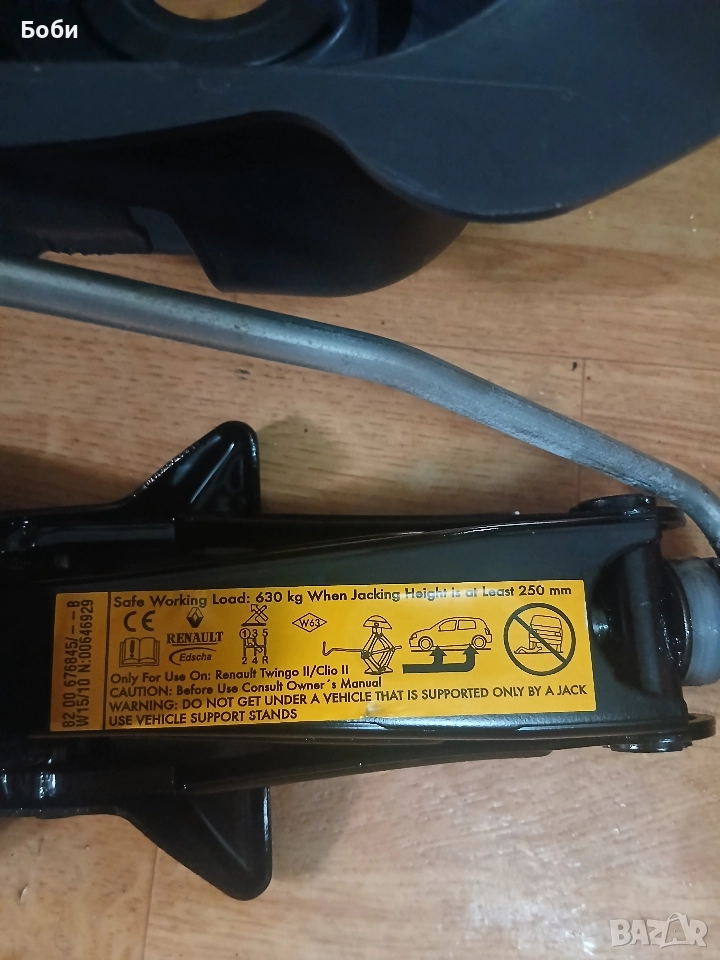 Боби
Safe Working Load: 630 kg When Jacking Height is at Least 250 mm
CE
RENAULT
Edscha
1 3 5
2 4 R
W63
Only For Use On: Renault Twingo II/Clio II
CAUTION: Before Use Consult Owner´s Manual
WARNING: DO NOT GET UNDER A VEHICLE THAT IS SUPPORTED ONLY BY A JACK
USE VEHICLE SUPPORT STANDS
82 00 676845/---B
W15/10 N:00646929
BAZAR